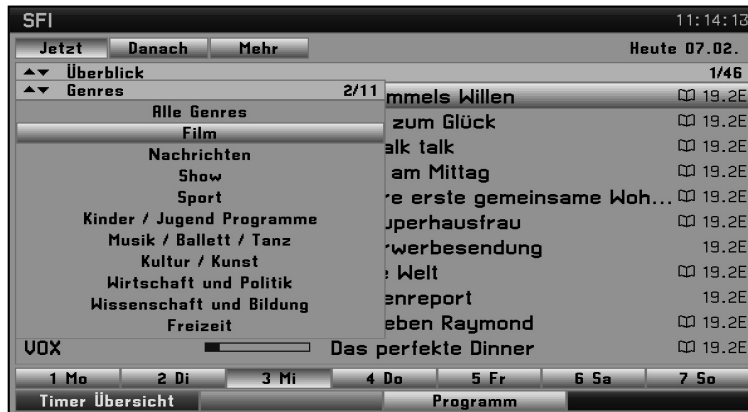 SFI 11:14:13
Jetzt Danach Mehr Heute 07.02.
Überblick 1/46
Genres 2/11
Alle Genres
Film
Nachrichten
Show
Sport
Kinder / Jugend Programme
Musik / Ballett / Tanz
Kultur / Kunst
Wirtschaft und Politik
Wissenschaft und Bildung
Freizeit
mmels Willen 19.2E
zum Glück 19.2E
alk talk 19.2E
am Mittag 19.2E
re erste gemeinsame Woh... 19.2E
uperhausfrau 19.2E
rwerbesendung 19.2E
Welt 19.2E
enreport 19.2E
eben Raymond 19.2E
VOX Das perfekte Dinner 19.2E
1 Mo 2 Di 3 Mi 4 Do 5 Fr 6 Sa 7 So
Timer Übersicht Programm